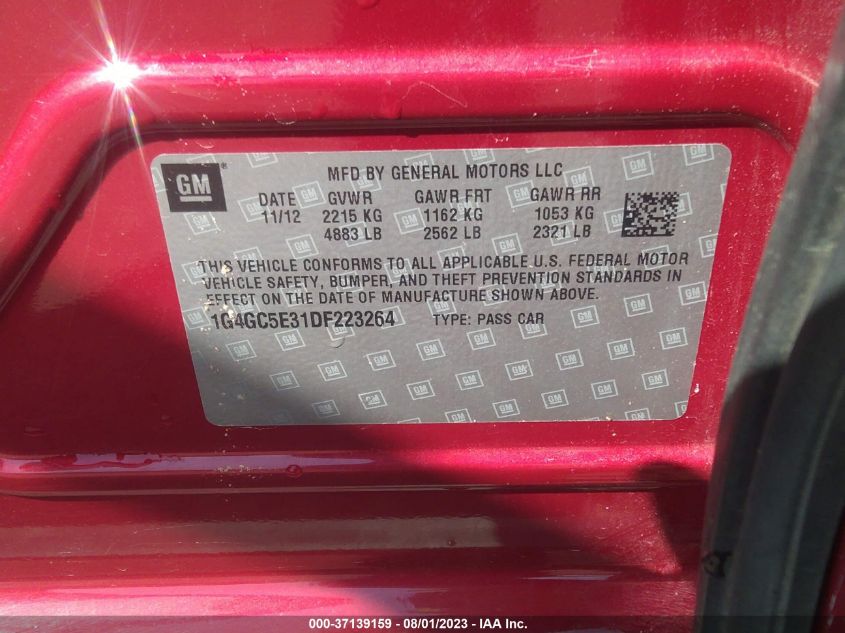 GM
MFD BY GENERAL MOTORS LLC
DATE GVWR GAWR FRT GAWR RR
11/12 2215 KG 1162 KG 1053 KG
4883 LB 2562 LB 2321 LB
THIS VEHICLE CONFORMS TO ALL APPLICABLE U.S. FEDERAL MOTOR
VEHICLE SAFETY, BUMPER, AND THEFT PREVENTION STANDARDS IN
EFFECT ON THE DATE OF MANUFACTURE SHOWN ABOVE.
1G4GC5E31DF223264 TYPE: PASS CAR
000-37139159 - 08/01/2023 - IAA Inc.